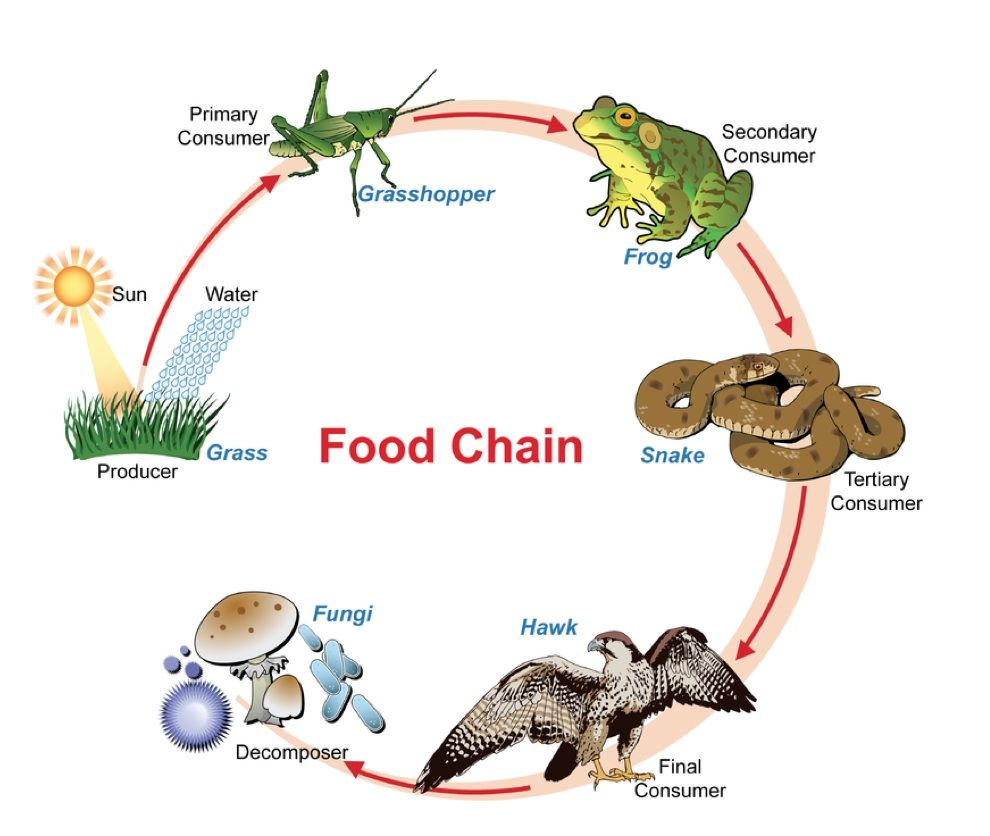 Primary
Consumer
Grasshopper
Secondary
Consumer
Frog
Sun
Water
Grass
Producer
Food Chain
Snake
Tertiary
Consumer
Fungi
Hawk
Decomposer
Final
Consumer